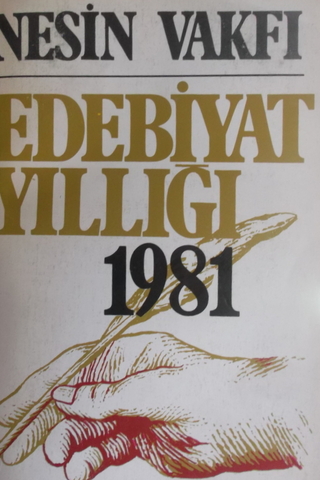 NESİN VAKFI
EDEBİYAT
YILLIĞI
1981